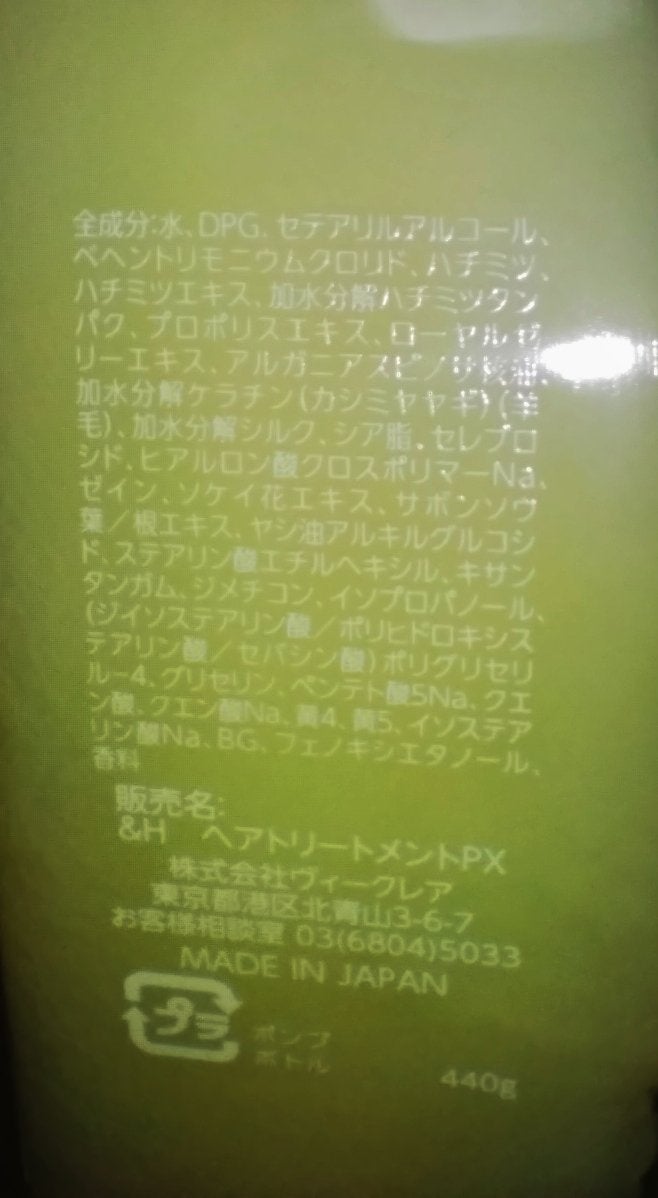 全成分:水、DPG、セテアリルアルコール、
ベヘントリモニウムクロリド、ハチミツ、
ハチミツエキス、加水分解ハチミツタン
パク、プロポリスエキス、ローヤルゼ
リーエキス、アルガニアスピノサ核油、
加水分解ケラチン(カシミヤヤギ)(羊
毛)、加水分解シルク、シア脂、セレブロ
シド、ヒアルロン酸クロスポリマーNa、
ゼイン、ソケイ花エキス、サボンソウ
葉/根エキス、ヤシ油アルキルグルコシ
ド、ステアリン酸エチルヘキシル、キサン
タンガム、ジメチコン、イソプロパノール、
(ジイソステアリン酸/ポリヒドロキシス
テアリン酸/セバシン酸)ポリグリセリ
ル-4、グリセリン、ペンテト酸5Na、クエ
ン酸、クエン酸Na、黄4、黄5、イソステア
リン酸Na、BG、フェノキシエタノール、
香料
販売名:
&H ヘアトリートメントPX
株式会社ヴィークレア
東京都港区北青山3-6-7
お客様相談室 03(6804)5033
MADE IN JAPAN
プラ ポンプ
ボトル
440g